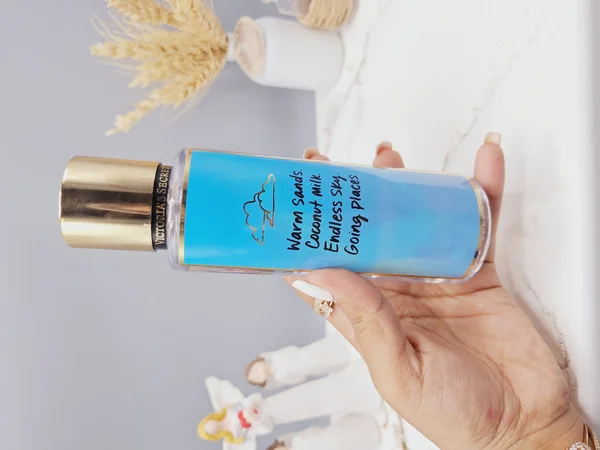 VICTORIA'S SECRET
Warm Sands.
Coconut Milk.
Endless Sky.
Going Places.